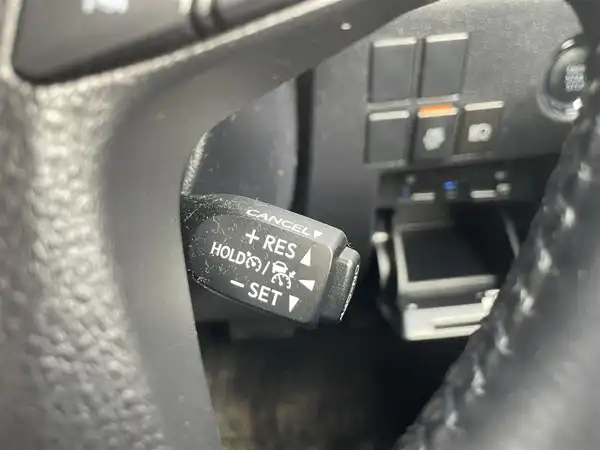 CANCEL▼
+ RES ▲
HOLD /
− SET ▼